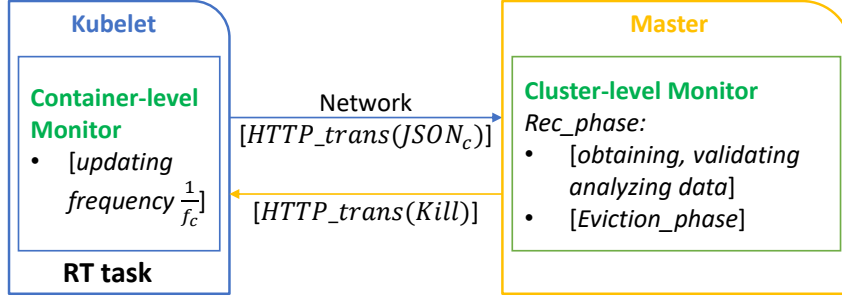 Kubelet
Container-level
Monitor
• [updating
frequency 1/f_c]
RT task
Network
[HTTP_trans(JSON_c)]
[HTTP_trans(Kill)]
Master
Cluster-level Monitor
Rec_phase:
• [obtaining, validating
analyzing data]
• [Eviction_phase]